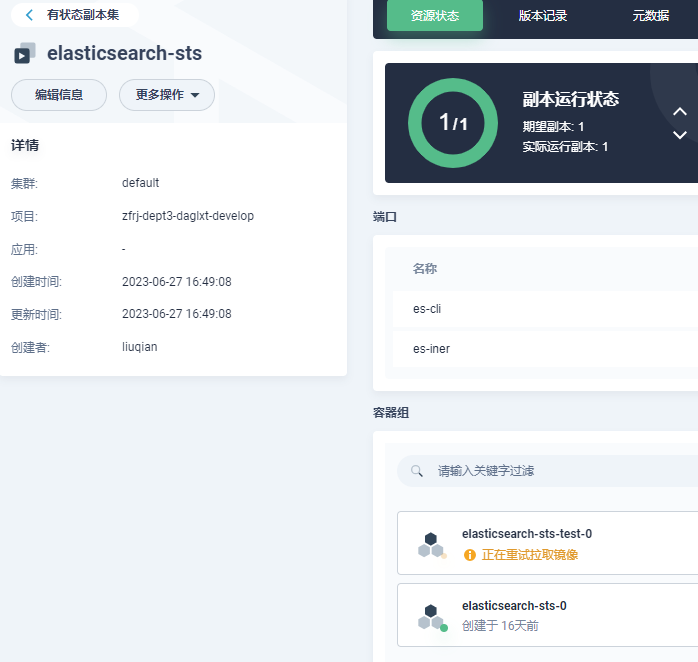 有状态副本集
elasticsearch-sts
编辑信息
更多操作
详情
集群: default
项目: zfrj-dept3-daglxt-develop
应用: -
创建时间: 2023-06-27 16:49:08
更新时间: 2023-06-27 16:49:08
创建者: liuqian
资源状态
版本记录
元数据
1/1
副本运行状态
期望副本: 1
实际运行副本: 1
端口
名称
es-cli
es-iner
容器组
请输入关键字过滤
elasticsearch-sts-test-0
正在重试拉取镜像
elasticsearch-sts-0
创建于 16天前